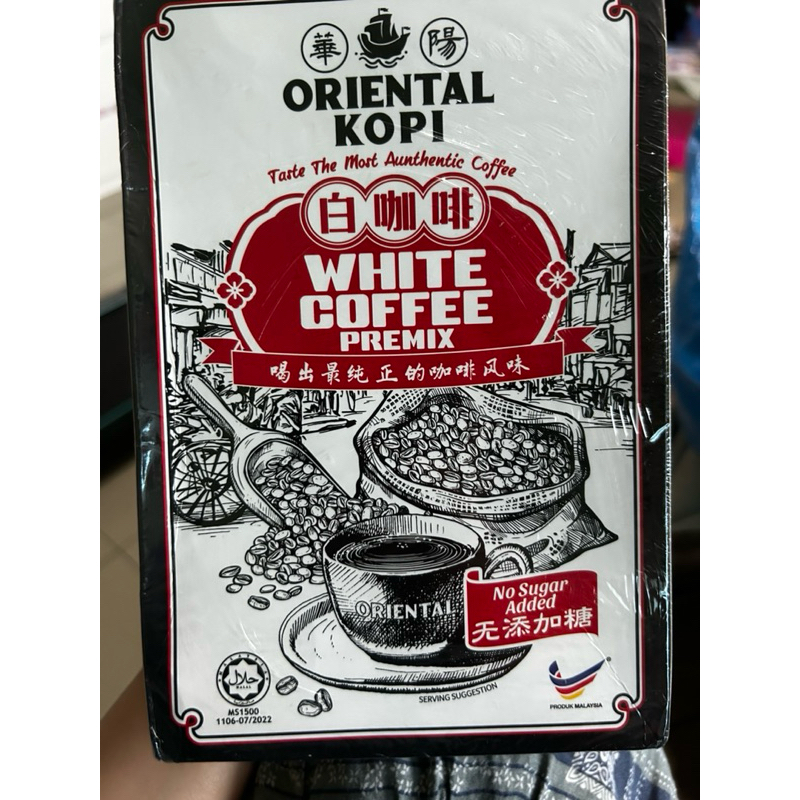 華 陽
ORIENTAL
KOPI
Taste The Most Aunthentic Coffee
白咖啡
WHITE
COFFEE
PREMIX
喝出最纯正的咖啡风味
ORIENTAL
No Sugar
Added
无添加糖
حلال
HALAL
MS1500
1106-07/2022
SERVING SUGGESTION
PRODUK MALAYSIA